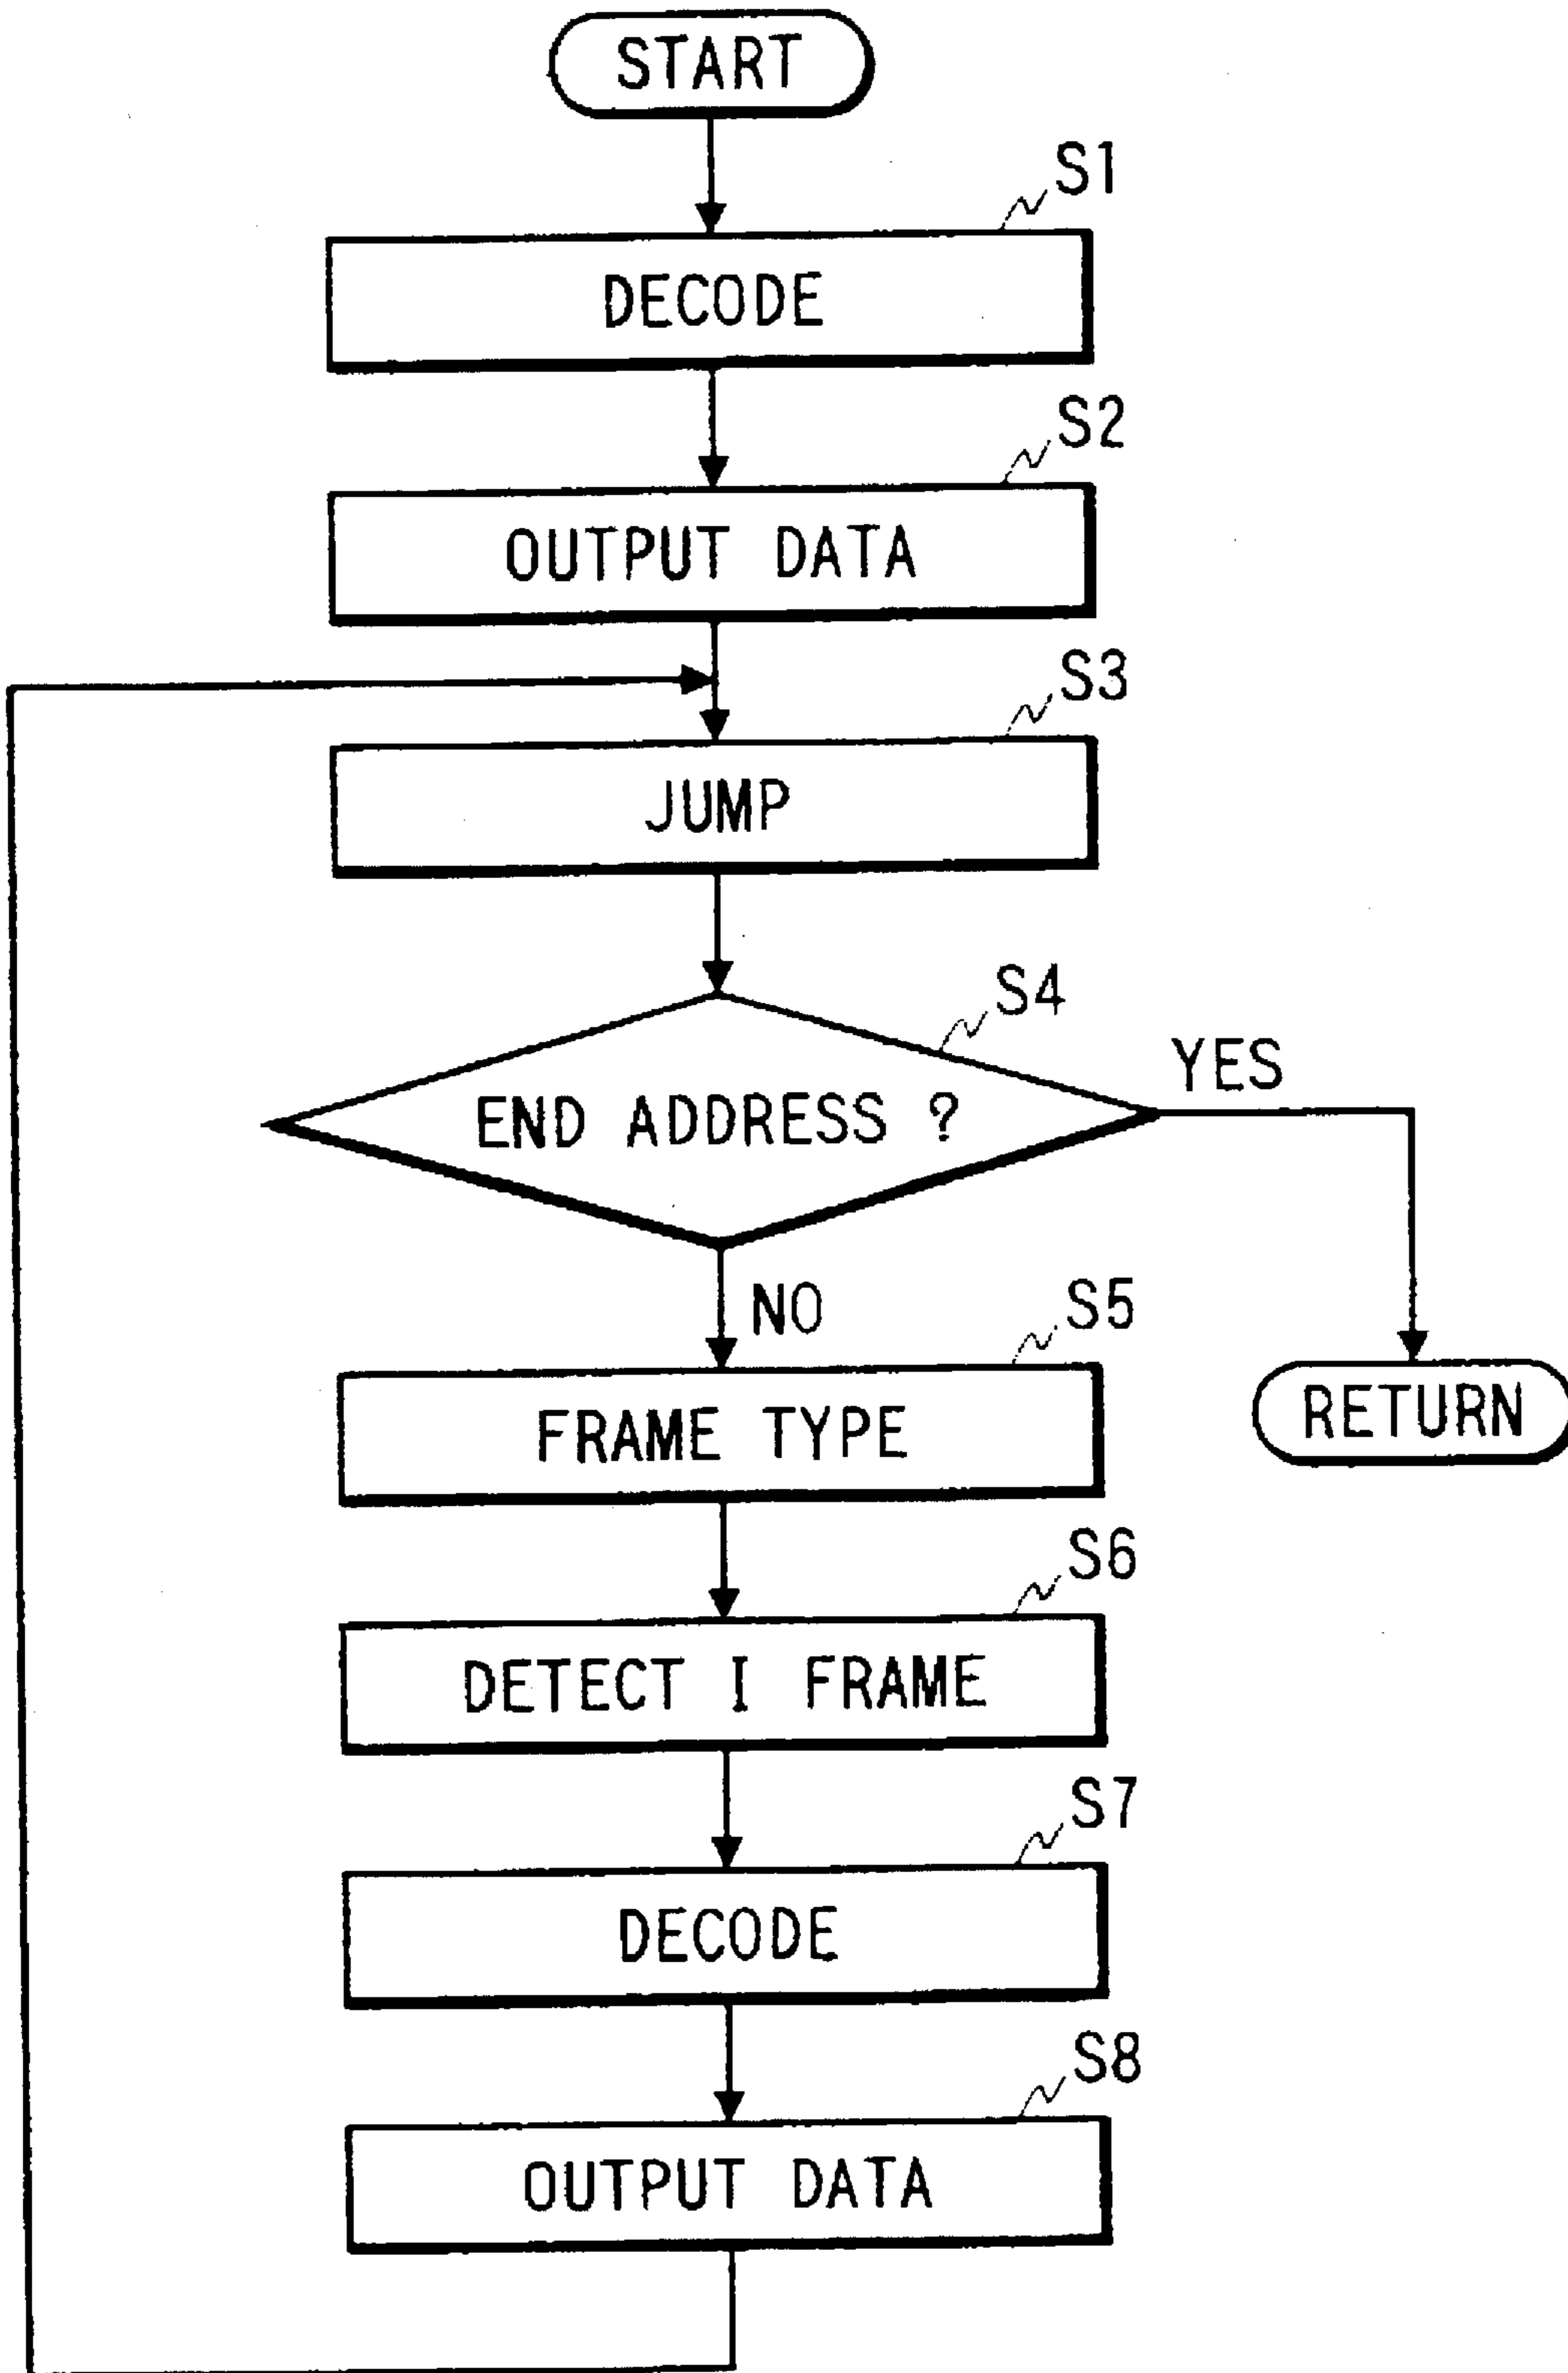 START
S1
DECODE
S2
OUTPUT DATA
S3
JUMP
S4
YES
END ADDRESS ?
NO
S5
FRAME TYPE
RETURN
S6
DETECT I FRAME
S7
DECODE
S8
OUTPUT DATA